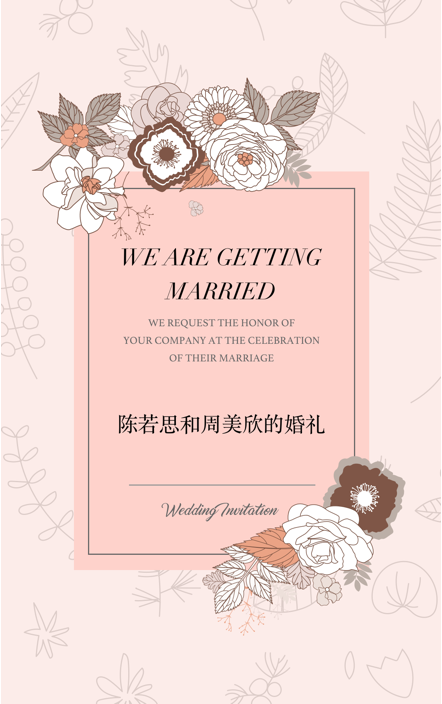 WE ARE GETTING
MARRIED
WE REQUEST THE HONOR OF
YOUR COMPANY AT THE CELEBRATION
OF THEIR MARRIAGE
陈若思和周美欣的婚礼
Wedding Invitation